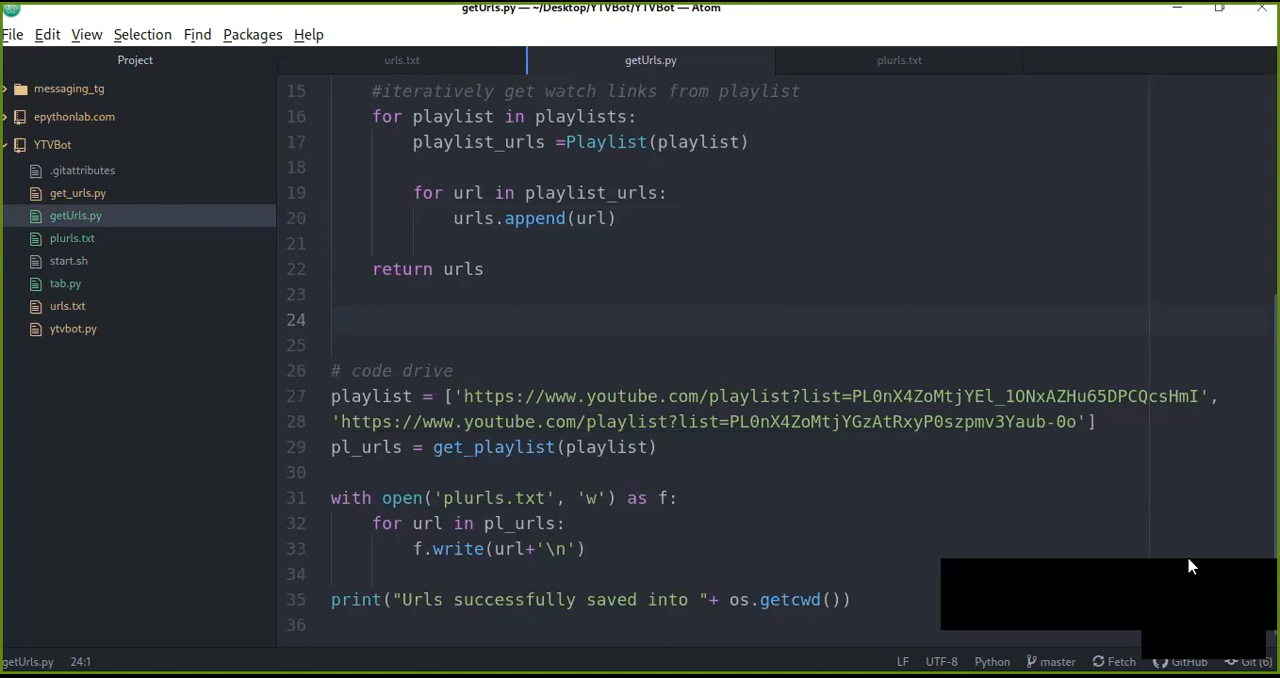 getUrls.py — ~/Desktop/YTVBot/YTVBot — Atom
File Edit View Selection Find Packages Help
Project
urls.txt
getUrls.py
plurls.txt
messaging_tg
epythonlab.com
YTVBot
.gitattributes
get_urls.py
getUrls.py
plurls.txt
start.sh
tab.py
urls.txt
ytvbot.py
15 #iteratively get watch links from playlist
16 for playlist in playlists:
17 playlist_urls =Playlist(playlist)
18
19 for url in playlist_urls:
20 urls.append(url)
21
22 return urls
23
24
25
26 # code drive
27 playlist = ['https://www.youtube.com/playlist?list=PL0nX4ZoMtjYEl_1ONxAZHu65DPCQcsHmI',
28 'https://www.youtube.com/playlist?list=PL0nX4ZoMtjYGzAtRxyP0szpmv3Yaub-0o']
29 pl_urls = get_playlist(playlist)
30
31 with open('plurls.txt', 'w') as f:
32 for url in pl_urls:
33 f.write(url+'\n')
34
35 print("Urls successfully saved into "+ os.getcwd())
36
getUrls.py 24:1 LF UTF-8 Python master Fetch GitHub Git (6)